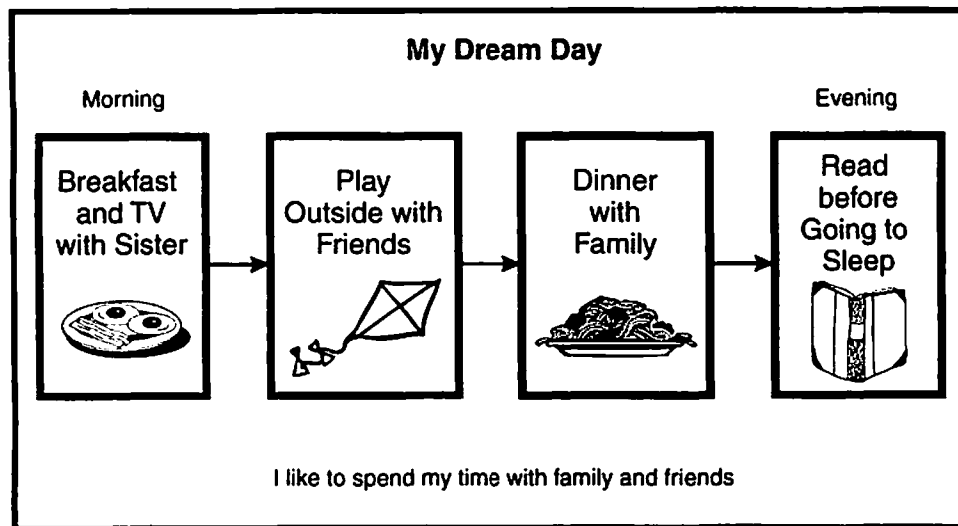 My Dream Day
Morning
Evening
Breakfast
and TV
with Sister
Play
Outside with
Friends
Dinner
with
Family
Read
before
Going to
Sleep
I like to spend my time with family and friends